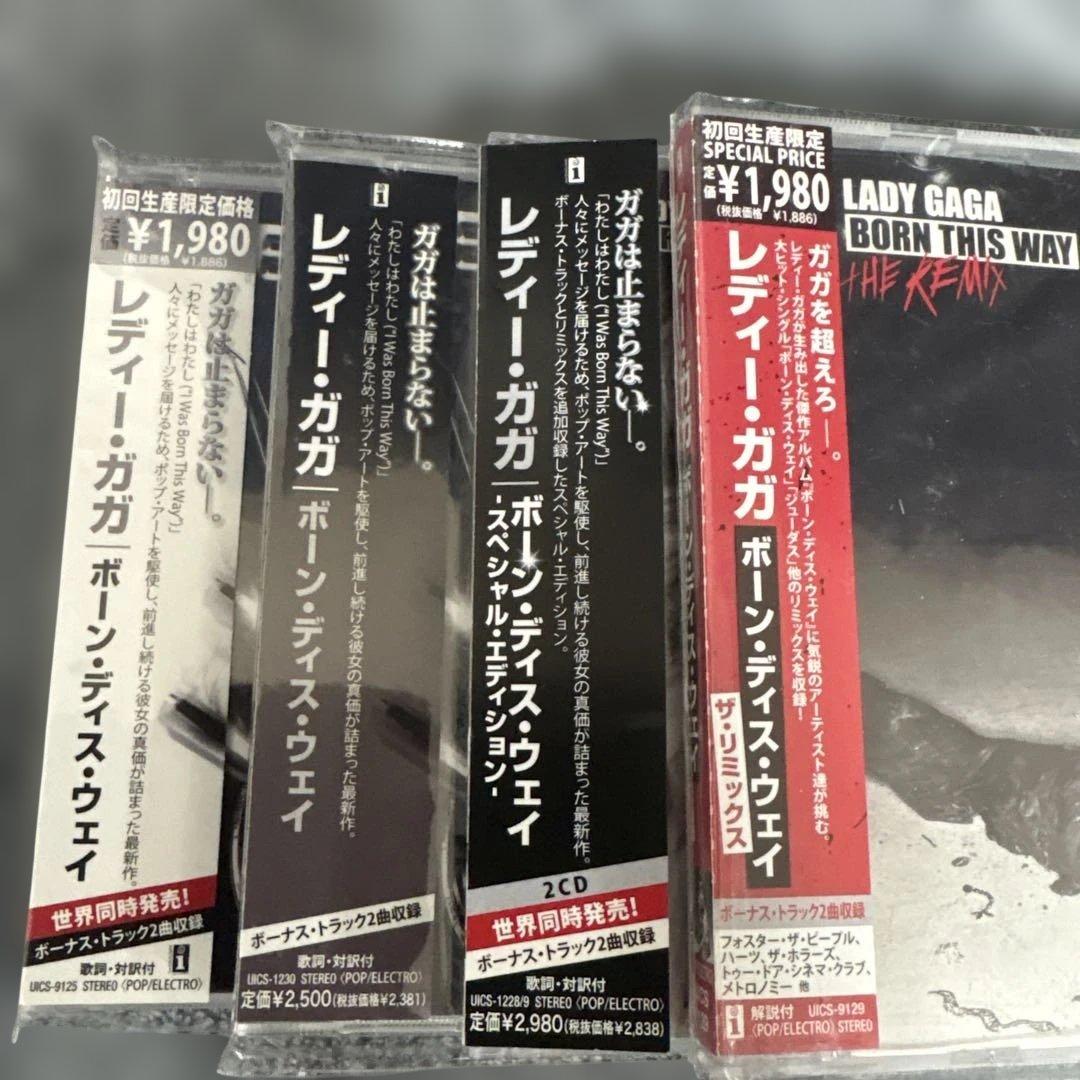 初回生産限定価格
定価 ¥1,980
(税抜価格 ¥1,886)
ガガは止まらない―。
「わたしはわたし("I Was Born This Way")」
人々にメッセージを届けるため、ポップ・アートを駆使し、前進し続ける彼女の真価が詰まった最新作。
レディー・ガガ|ボーン・ディス・ウェイ
世界同時発売!
ボーナス・トラック2曲収録
歌詞・対訳付
UICS-9125 STEREO〈POP/ELECTRO〉
ガガは止まらない―。
「わたしはわたし("I Was Born This Way")」
人々にメッセージを届けるため、ポップ・アートを駆使し、前進し続ける彼女の真価が詰まった最新作。
レディー・ガガ|ボーン・ディス・ウェイ
ボーナス・トラック2曲収録
歌詞・対訳付
UICS-1230 STEREO〈POP/ELECTRO〉
定価¥2,500(税抜価格¥2,381)
ガガは止まらない―。
「わたしはわたし("I Was Born This Way")」
人々にメッセージを届けるため、ポップ・アートを駆使し、前進し続ける彼女の真価が詰まった最新作。
ボーナス・トラックとリミックスを追加収録したスペシャル・エディション。
レディー・ガガ|ボーン・ディス・ウェイ
-スペシャル・エディション-
2CD
世界同時発売!
ボーナス・トラック2曲収録
歌詞・対訳付
UICS-1228/9 STEREO〈POP/ELECTRO〉
定価¥2,980(税抜価格¥2,838)
初回生産限定
SPECIAL PRICE
定価 ¥1,980
(税抜価格 ¥1,886)
ガガを超えろ―。
レディー・ガガが生み出した傑作アルバム『ボーン・ディス・ウェイ』に気鋭のアーティスト達が挑む。
大ヒット・シングル「ボーン・ディス・ウェイ」「ジューダス」他のリミックスを収録!
レディー・ガガ ボーン・ディス・ウェイ
ザ・リミックス
ボーナス・トラック2曲収録
フォスター・ザ・ピープル、
ハーツ、ザ・ホラーズ、
トゥー・ドア・シネマ・クラブ、
メトロノミー 他
解説付 UICS-9129
〈POP/ELECTRO〉STEREO
LADY GAGA
BORN THIS WAY
THE REMIX